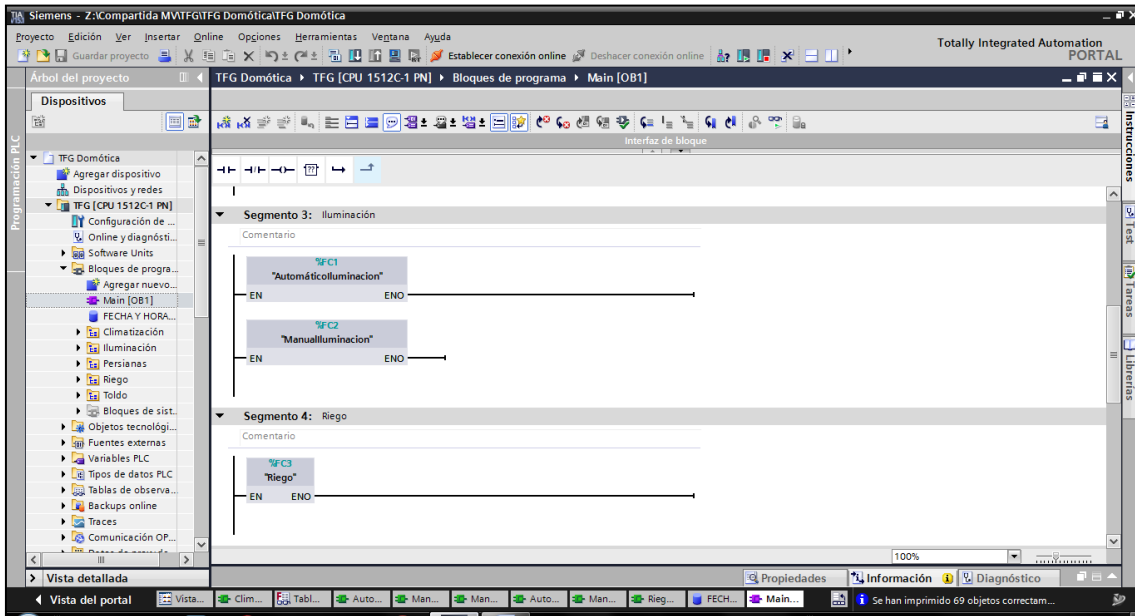 Siemens - Z:\Compartida MV\TFG\TFG Domótica\TFG Domótica
Proyecto Edición Ver Insertar Online Opciones Herramientas Ventana Ayuda
Totally Integrated Automation
PORTAL
Guardar proyecto
Establecer conexión online
Deshacer conexión online
Árbol del proyecto
TFG Domótica ▸ TFG [CPU 1512C-1 PN] ▸ Bloques de programa ▸ Main [OB1]
Dispositivos
Programación PLC
Interfaz de bloque
TFG Domótica
Agregar dispositivo
Dispositivos y redes
TFG [CPU 1512C-1 PN]
Configuración de ...
Online y diagnósti...
Software Units
Bloques de progra...
Agregar nuevo...
Main [OB1]
FECHA Y HORA...
Climatización
Iluminación
Persianas
Riego
Toldo
Bloques de sist...
Objetos tecnológi...
Fuentes externas
Variables PLC
Tipos de datos PLC
Tablas de observa...
Backups online
Traces
Comunicación OP...
Segmento 3: Iluminación
Comentario
%FC1
"AutomáticoIluminacion"
EN ENO
%FC2
"ManualIluminacion"
EN ENO
Segmento 4: Riego
Comentario
%FC3
"Riego"
EN ENO
100%
Instrucciones
Test
Tareas
Librerías
Vista detallada
Propiedades
Información
Diagnóstico
Vista del portal
Vista...
Clim...
Tabl...
Auto...
Man...
Man...
Auto...
Man...
Rieg...
FECH...
Main...
Se han imprimido 69 objetos correctam...